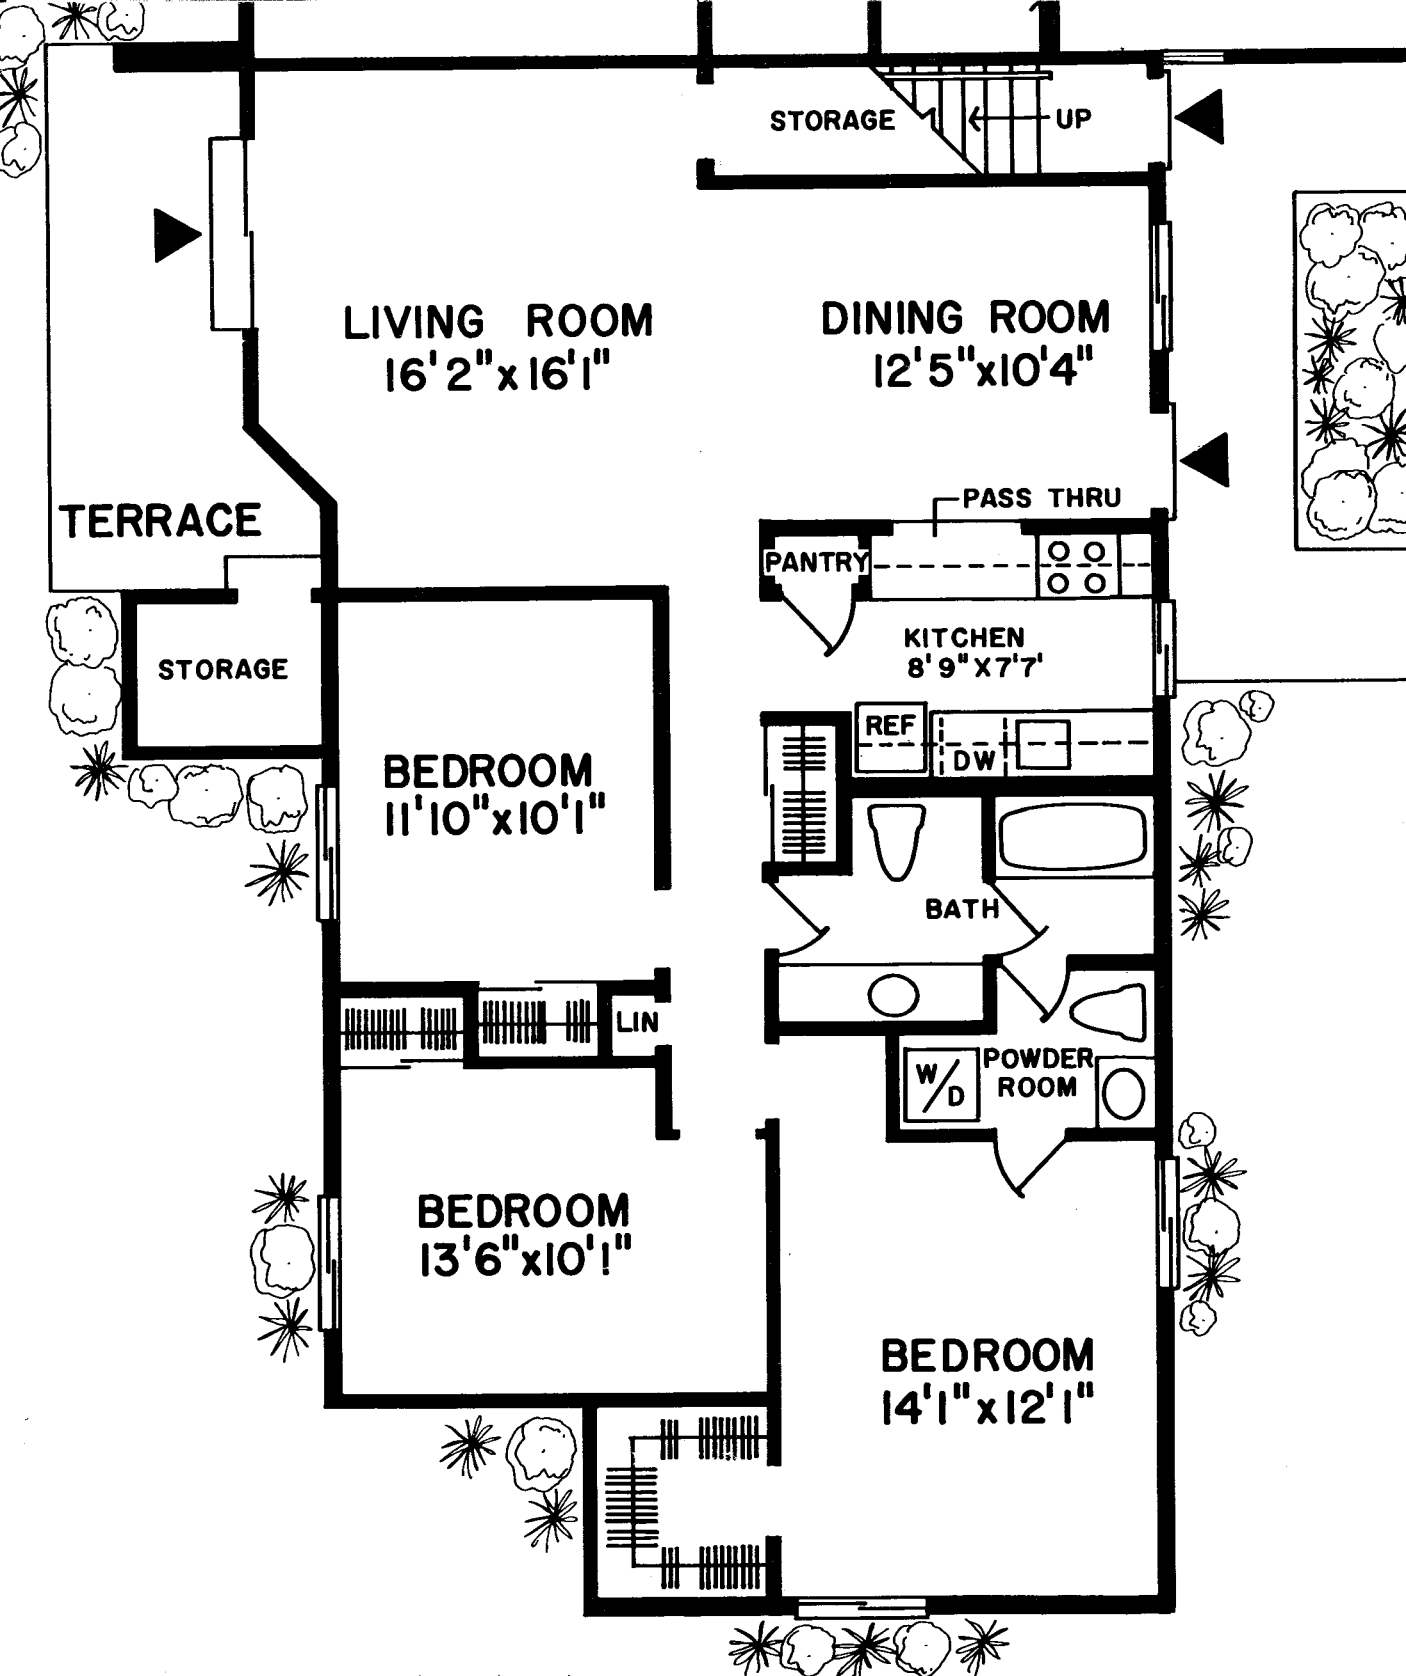 STORAGE
UP
LIVING ROOM
16'2"x16'1"
DINING ROOM
12'5"x10'4"
PASS THRU
TERRACE
PANTRY
KITCHEN
8'9"X7'7'
STORAGE
REF
DW
BEDROOM
11'10"x10'1"
BATH
LIN
POWDER
ROOM
W/D
BEDROOM
13'6"x10'1"
BEDROOM
14'1"x12'1"